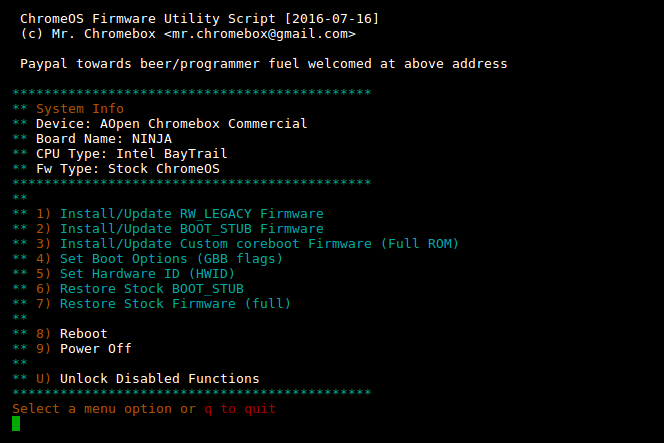 ChromeOS Firmware Utility Script [2016-07-16]
(c) Mr. Chromebox <mr.chromebox@gmail.com>
Paypal towards beer/programmer fuel welcomed at above address
*********************************************
** System Info
** Device: AOpen Chromebox Commercial
** Board Name: NINJA
** CPU Type: Intel BayTrail
** Fw Type: Stock ChromeOS
*********************************************
**
** 1) Install/Update RW_LEGACY Firmware
** 2) Install/Update BOOT_STUB Firmware
** 3) Install/Update Custom coreboot Firmware (Full ROM)
** 4) Set Boot Options (GBB flags)
** 5) Set Hardware ID (HWID)
** 6) Restore Stock BOOT_STUB
** 7) Restore Stock Firmware (full)
**
** 8) Reboot
** 9) Power Off
**
** U) Unlock Disabled Functions
*********************************************
Select a menu option or q to quit